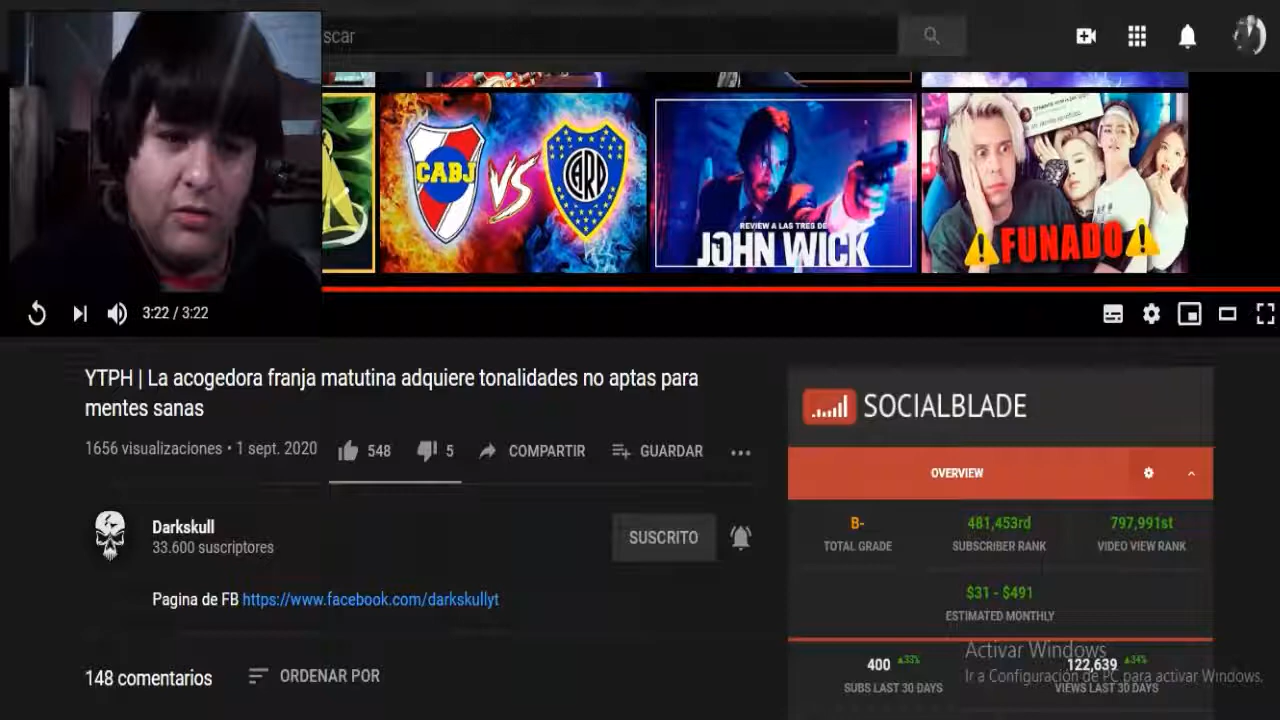 scar
CABJ
VS
CARP
REVIEW A LAS TRES DE
JOHN WICK
FUNADO
3:22 / 3:22
YTPH | La acogedora franja matutina adquiere tonalidades no aptas para
mentes sanas
1656 visualizaciones • 1 sept. 2020
548
5
COMPARTIR
GUARDAR
Darkskull
33.600 suscriptores
SUSCRITO
Pagina de FB https://www.facebook.com/darkskullyt
148 comentarios
ORDENAR POR
SOCIALBLADE
OVERVIEW
B-
TOTAL GRADE
481,453rd
SUBSCRIBER RANK
797,991st
VIDEO VIEW RANK
$31 - $491
ESTIMATED MONTHLY
400 33%
SUBS LAST 30 DAYS
122,639 34%
VIEWS LAST 30 DAYS
Activar Windows
Ir a Configuración de PC para activar Windows.